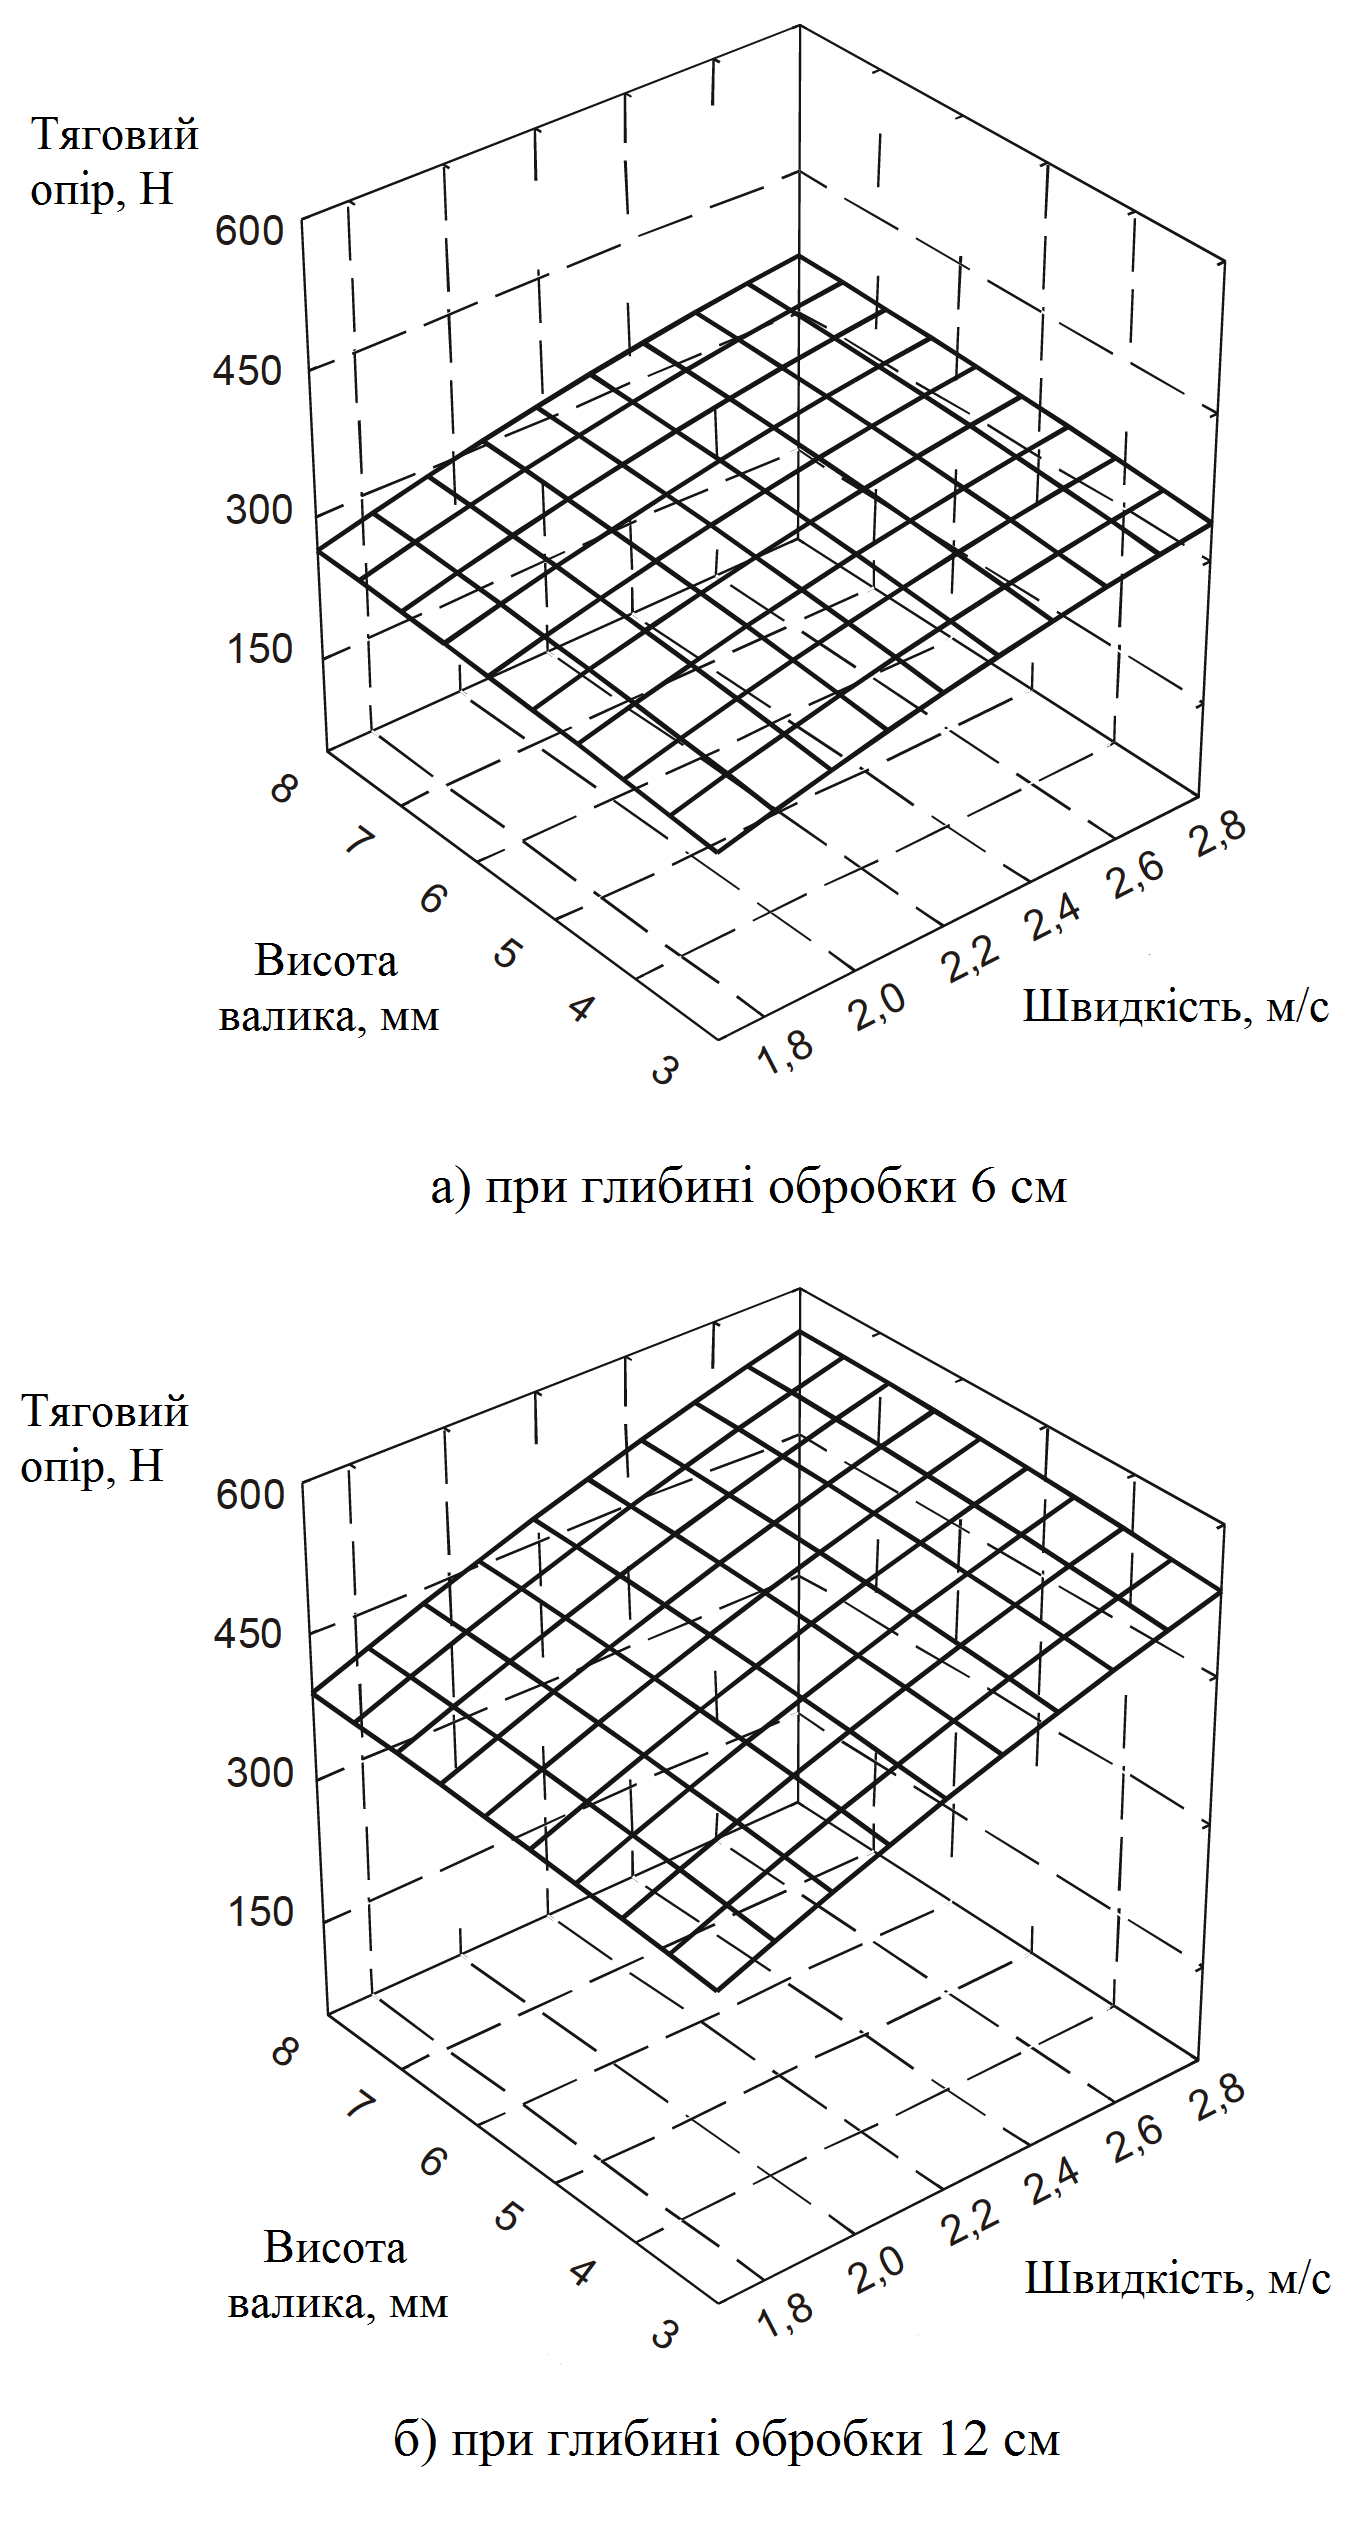 Тяговий
опір, Н
600
450
300
150
8
7
6
5
4
3
Висота
валика, мм
1,8
2,0
2,2
2,4
2,6
2,8
Швидкість, м/с
а) при глибині обробки 6 см
Тяговий
опір, Н
600
450
300
150
8
7
6
5
4
3
Висота
валика, мм
1,8
2,0
2,2
2,4
2,6
2,8
Швидкість, м/с
б) при глибині обробки 12 см